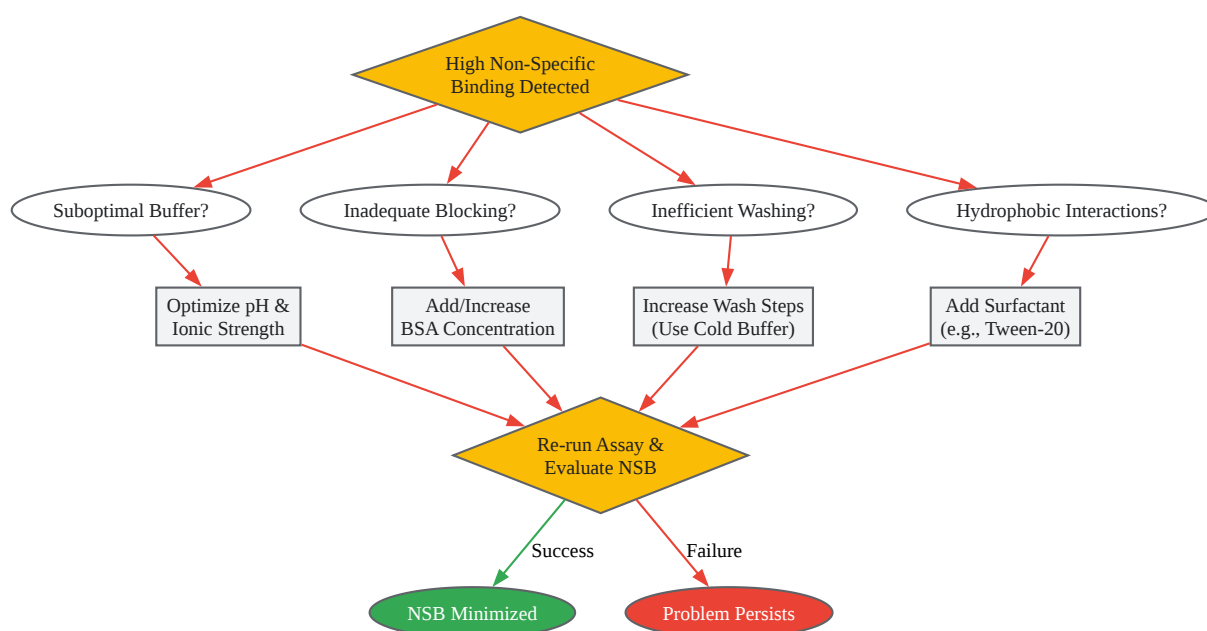 High Non-Specific
Binding Detected
Suboptimal Buffer?
Inadequate Blocking?
Inefficient Washing?
Hydrophobic Interactions?
Optimize pH &
Ionic Strength
Add/Increase
BSA Concentration
Increase Wash Steps
(Use Cold Buffer)
Add Surfactant
(e.g., Tween-20)
Re-run Assay &
Evaluate NSB
Success
Failure
NSB Minimized
Problem Persists